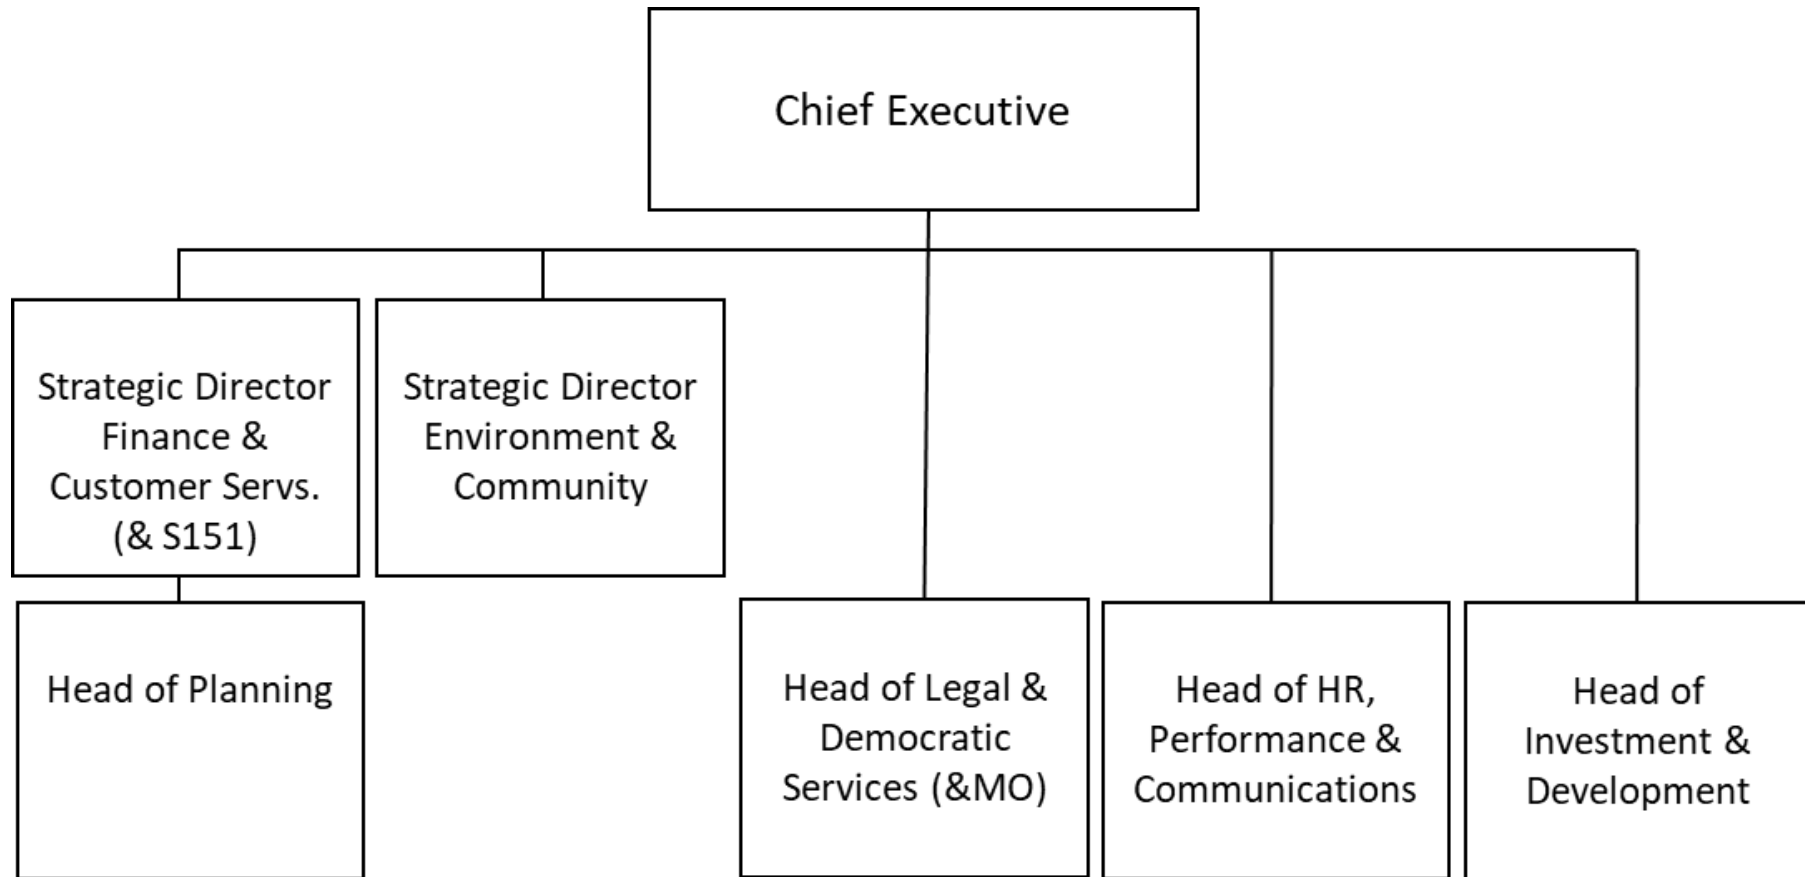 Chief Executive
Strategic Director
Finance &
Customer Servs.
(& S151)
Strategic Director
Environment &
Community
Head of Planning
Head of Legal &
Democratic
Services (&MO)
Head of HR,
Performance &
Communications
Head of
Investment &
Development